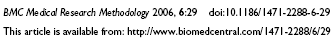 BMC Medical Research Methodology 2006, 6:29 doi:10.1186/1471-2288-6-29
This article is available from: http://www.biomedcentral.com/1471-2288/6/29